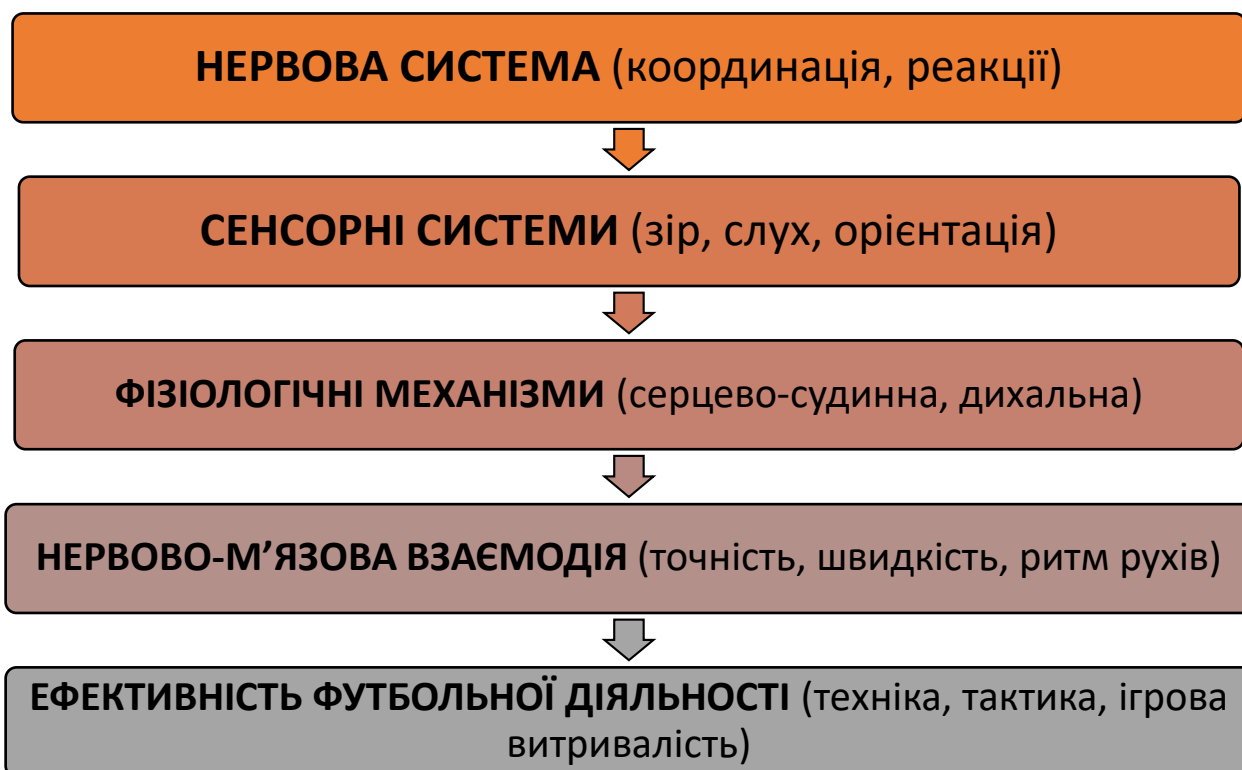 НЕРВОВА СИСТЕМА (координація, реакції)
СЕНСОРНІ СИСТЕМИ (зір, слух, орієнтація)
ФІЗІОЛОГІЧНІ МЕХАНІЗМИ (серцево-судинна, дихальна)
НЕРВОВО-М’ЯЗОВА ВЗАЄМОДІЯ (точність, швидкість, ритм рухів)
ЕФЕКТИВНІСТЬ ФУТБОЛЬНОЇ ДІЯЛЬНОСТІ (техніка, тактика, ігрова
витривалість)